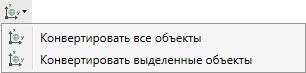 Конвертировать все объекты
Конвертировать выделенные объекты